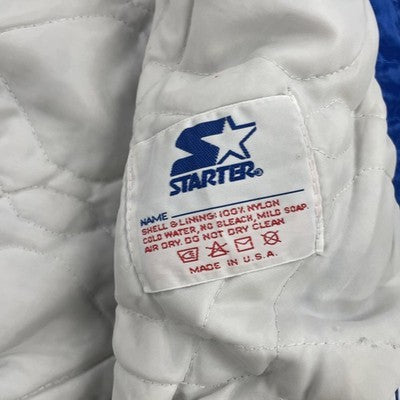 STARTER®
NAME
SHELL & LINING: 100% NYLON
COLD WATER, NO BLEACH, MILD SOAP.
AIR DRY. DO NOT DRY CLEAN
MADE IN U.S.A.